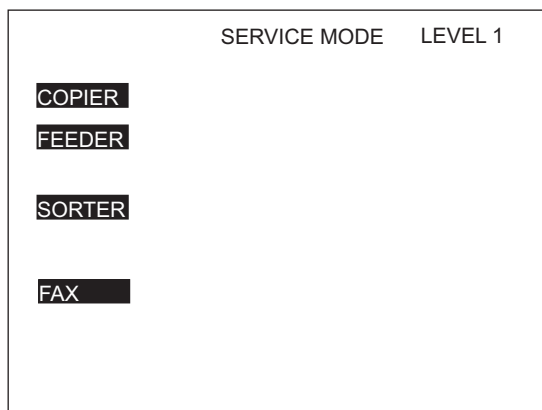 SERVICE MODE LEVEL 1
COPIER
FEEDER
SORTER
FAX